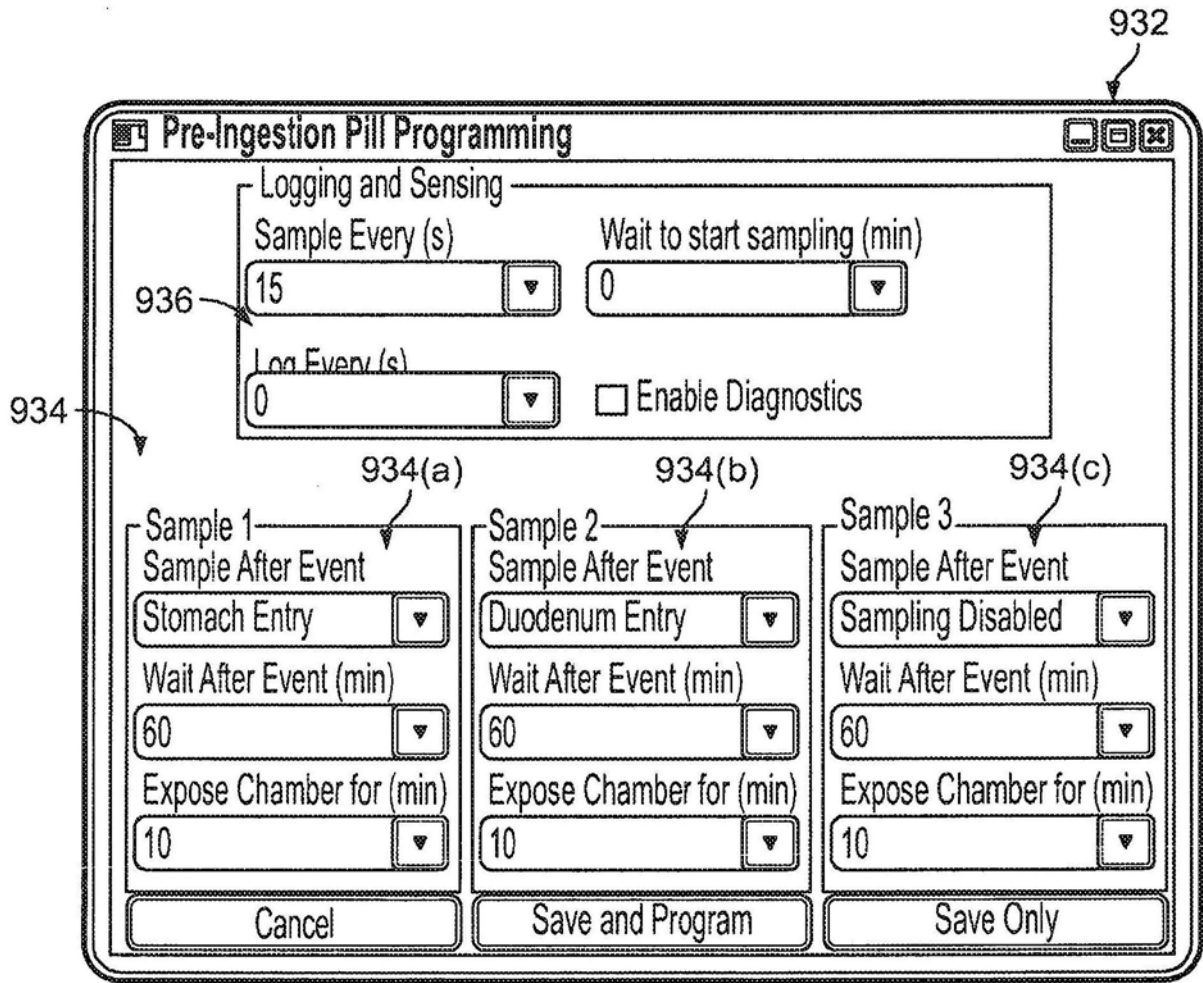 932
Pre-Ingestion Pill Programming
Logging and Sensing
Sample Every (s) Wait to start sampling (min)
15 0
936
Log Every (s)
0 Enable Diagnostics
934
934(a) 934(b) 934(c)
Sample 1 Sample 2 Sample 3
Sample After Event Sample After Event Sample After Event
Stomach Entry Duodenum Entry Sampling Disabled
Wait After Event (min) Wait After Event (min) Wait After Event (min)
60 60 60
Expose Chamber for (min) Expose Chamber for (min) Expose Chamber for (min)
10 10 10
Cancel Save and Program Save Only